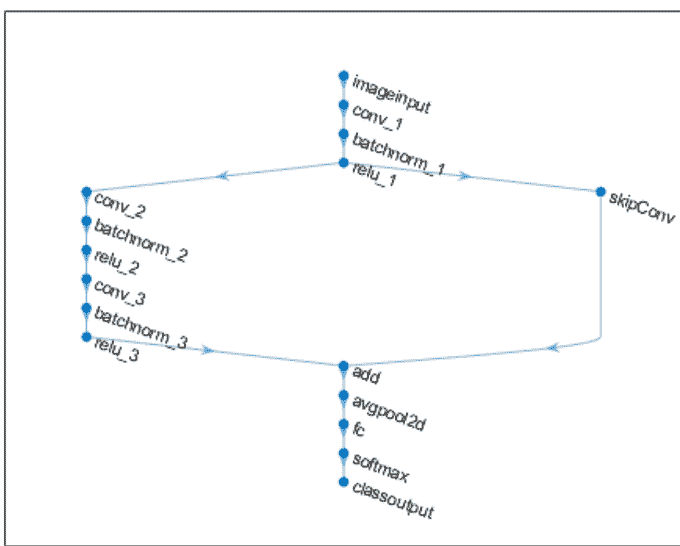 imageinput
conv_1
batchnorm_1
relu_1
conv_2
batchnorm_2
relu_2
conv_3
batchnorm_3
relu_3
skipConv
add
avgpool2d
fc
softmax
classoutput